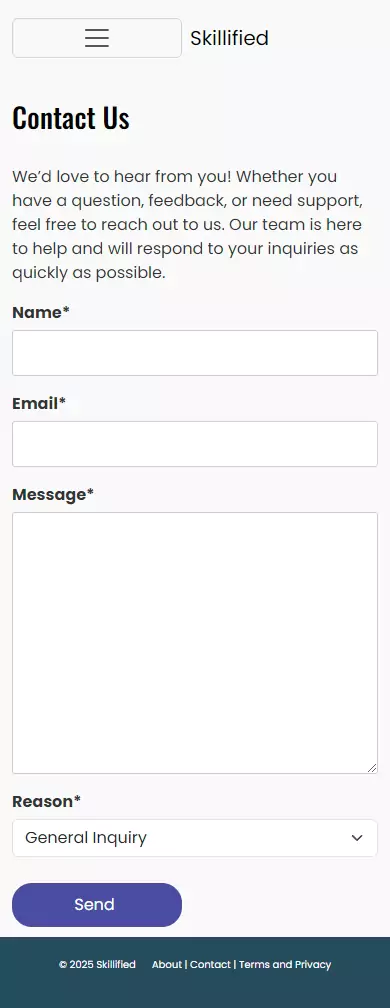 Skillified
Contact Us
We’d love to hear from you! Whether you
have a question, feedback, or need support,
feel free to reach out to us. Our team is here
to help and will respond to your inquiries as
quickly as possible.
Name*
Email*
Message*
Reason*
General Inquiry
Send
© 2025 Skillified About | Contact | Terms and Privacy